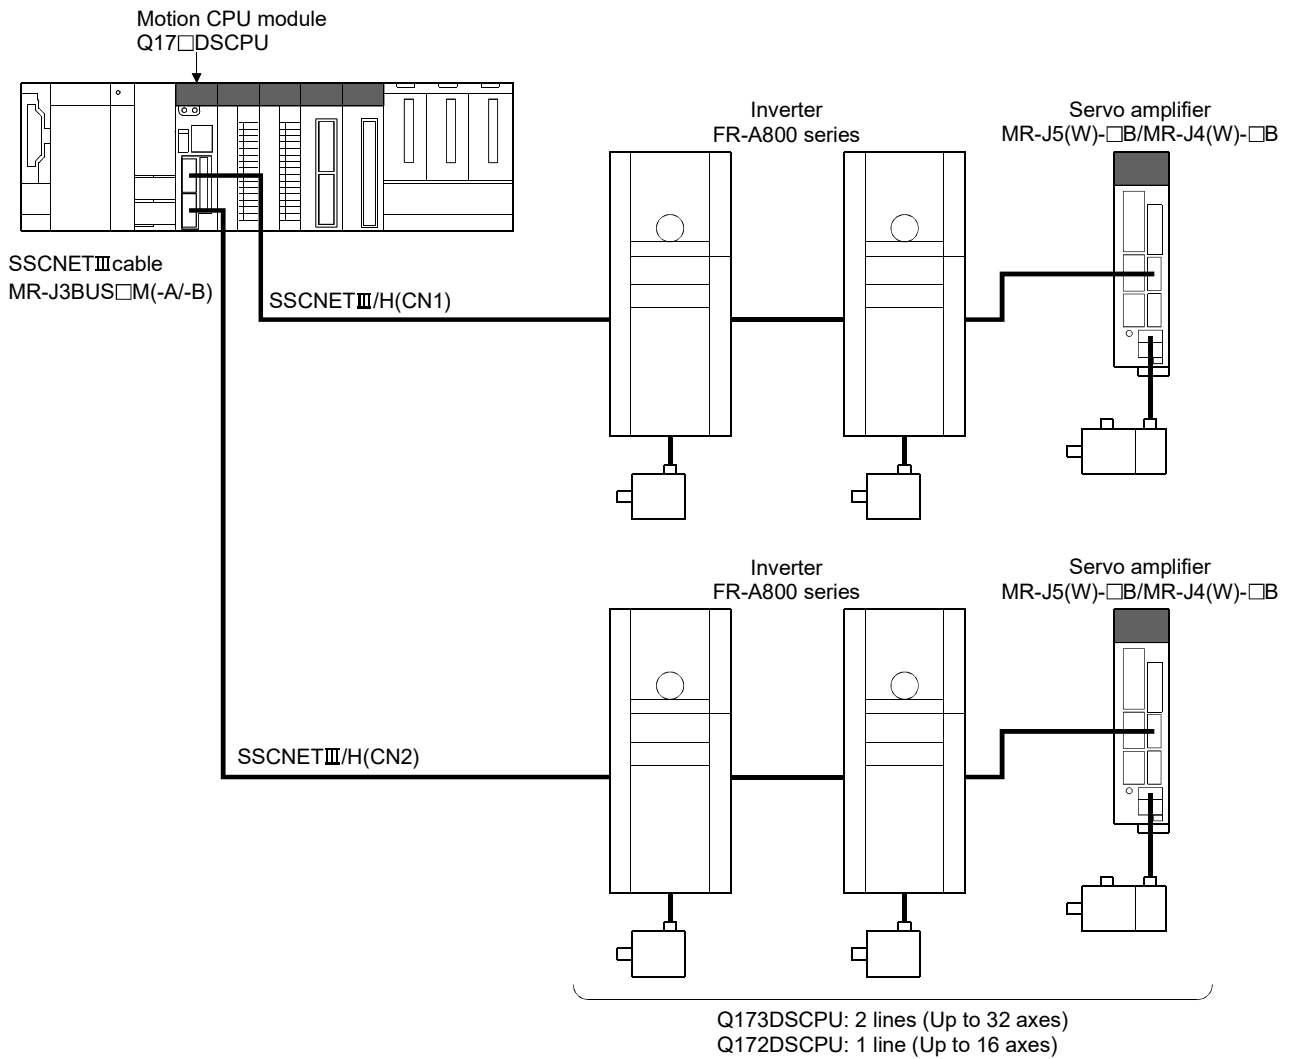 Motion CPU module
Q17□DSCPU
Inverter
FR-A800 series
Servo amplifier
MR-J5(W)-□B/MR-J4(W)-□B
SSCNETⅢcable
MR-J3BUS□M(-A/-B)
SSCNETⅢ/H(CN1)
Inverter
FR-A800 series
Servo amplifier
MR-J5(W)-□B/MR-J4(W)-□B
SSCNETⅢ/H(CN2)
Q173DSCPU: 2 lines (Up to 32 axes)
Q172DSCPU: 1 line (Up to 16 axes)